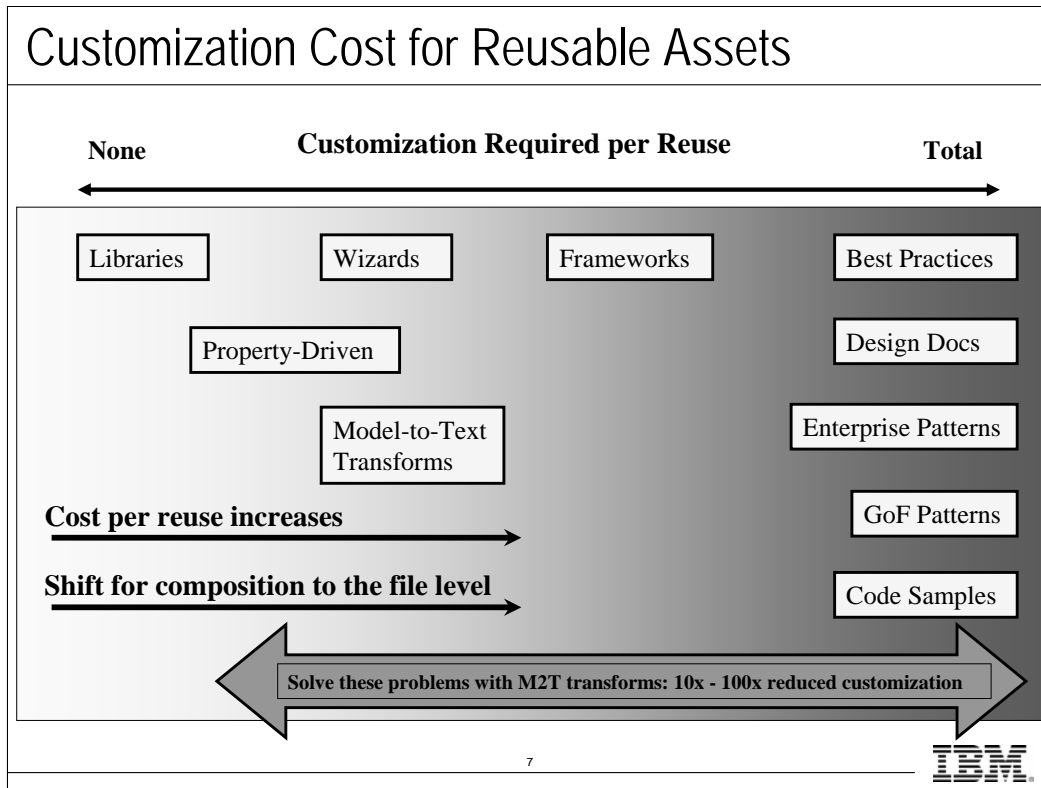 Customization Cost for Reusable Assets
None
Customization Required per Reuse
Total
Libraries
Wizards
Frameworks
Best Practices
Property-Driven
Design Docs
Model-to-Text
Transforms
Enterprise Patterns
Cost per reuse increases
GoF Patterns
Shift for composition to the file level
Code Samples
Solve these problems with M2T transforms: 10x - 100x reduced customization
7
IBM.